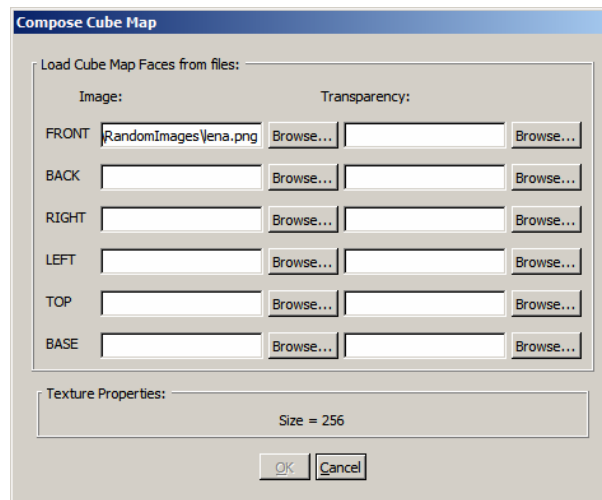 Compose Cube Map
Load Cube Map Faces from files:
Image: Transparency:
FRONT \RandomImages\lena.png Browse... Browse...
BACK Browse... Browse...
RIGHT Browse... Browse...
LEFT Browse... Browse...
TOP Browse... Browse...
BASE Browse... Browse...
Texture Properties:
Size = 256
OK Cancel